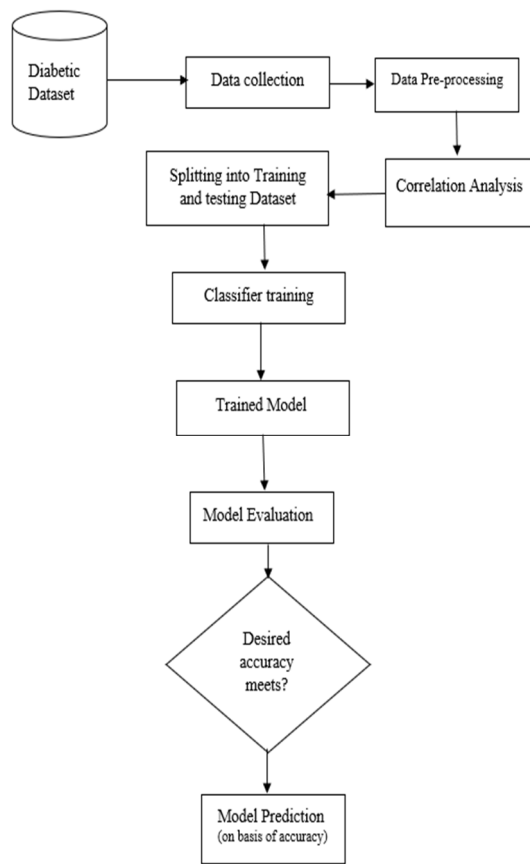 Diabetic
Dataset
Data collection
Data Pre-processing
Correlation Analysis
Splitting into Training
and testing Dataset
Classifier training
Trained Model
Model Evaluation
Desired
accuracy
meets?
Model Prediction
(on basis of accuracy)